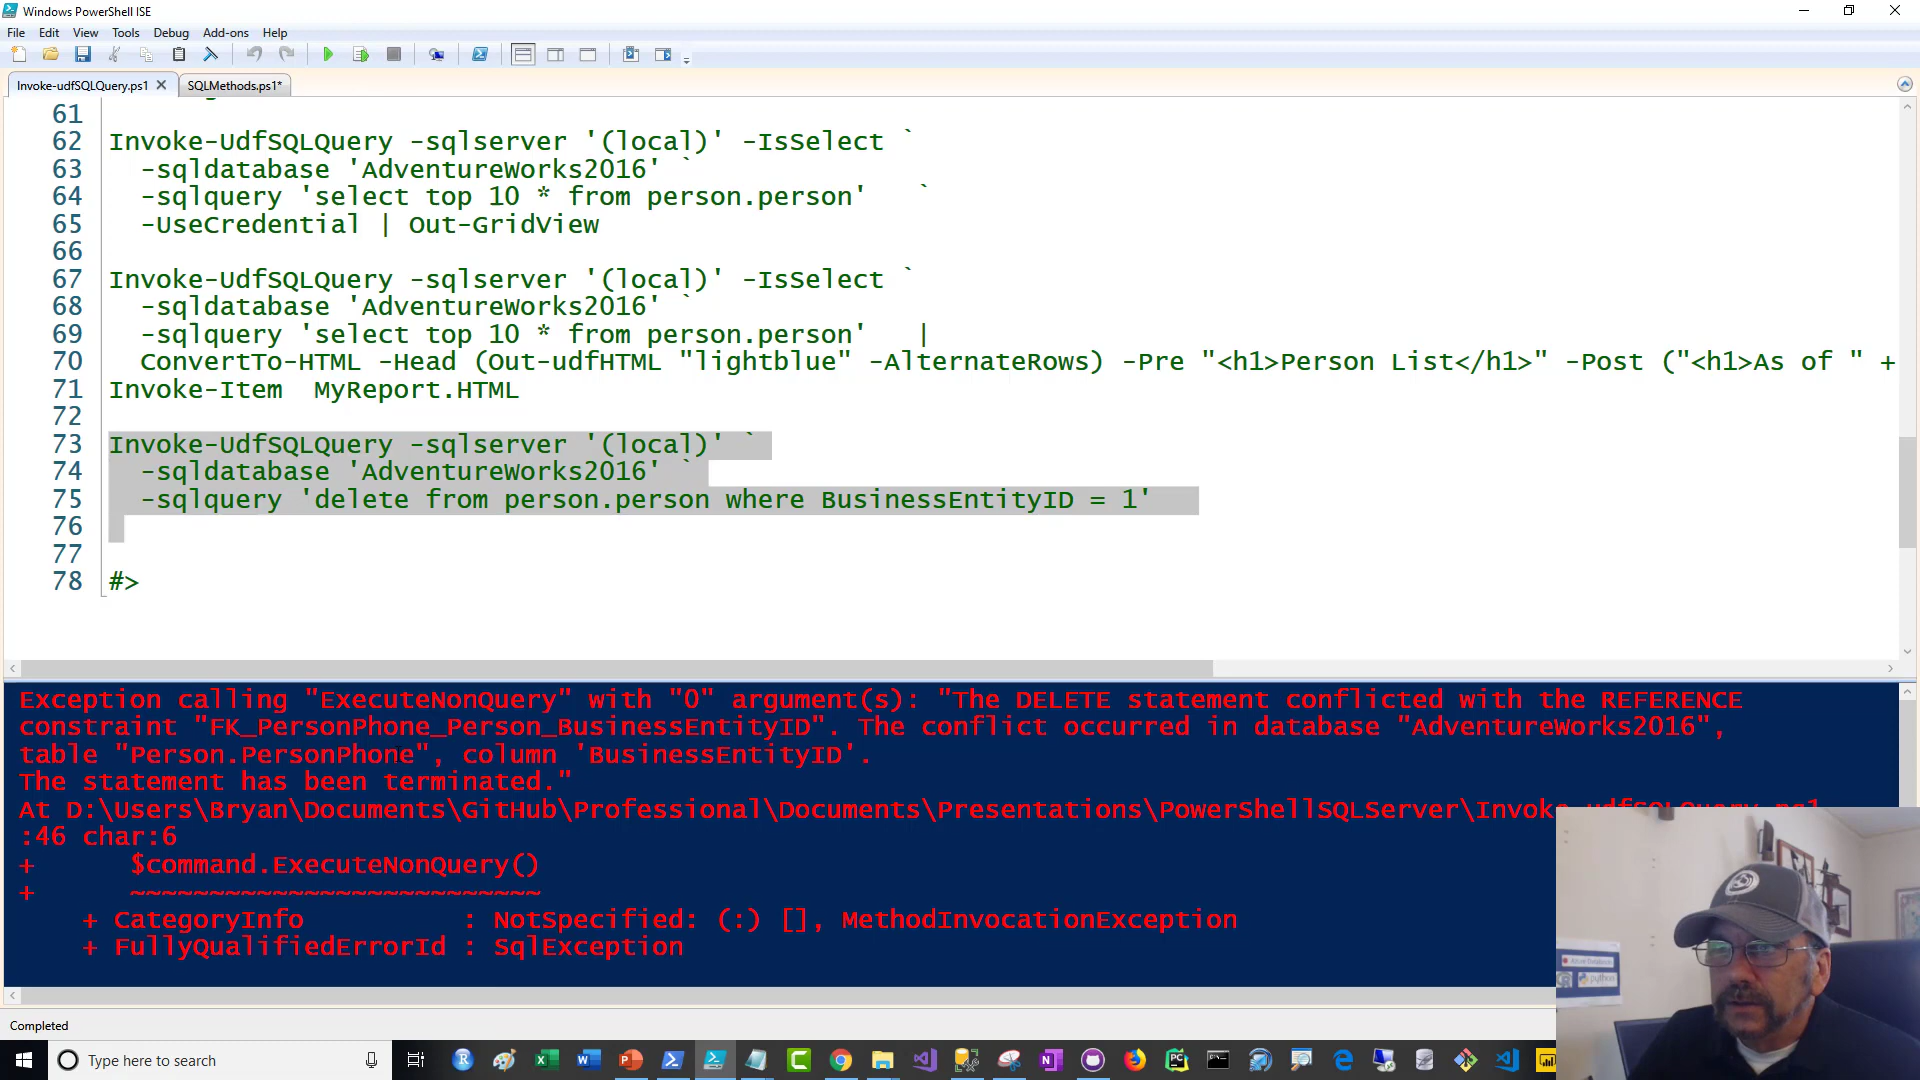 Windows PowerShell ISE
File Edit View Tools Debug Add-ons Help
Invoke-udfSQLQuery.ps1 SQLMethods.ps1*
61
62 Invoke-UdfSQLQuery -sqlserver '(local)' -IsSelect `
63 -sqldatabase 'AdventureWorks2016' `
64 -sqlquery 'select top 10 * from person.person' `
65 -UseCredential | Out-GridView
66
67 Invoke-UdfSQLQuery -sqlserver '(local)' -IsSelect `
68 -sqldatabase 'AdventureWorks2016' `
69 -sqlquery 'select top 10 * from person.person' |
70 ConvertTo-HTML -Head (Out-udfHTML "lightblue" -AlternateRows) -Pre "<h1>Person List</h1>" -Post ("<h1>As of " +
71 Invoke-Item MyReport.HTML
72
73 Invoke-UdfSQLQuery -sqlserver '(local)' `
74 -sqldatabase 'AdventureWorks2016' `
75 -sqlquery 'delete from person.person where BusinessEntityID = 1'
76
77
78 #>
Exception calling "ExecuteNonQuery" with "0" argument(s): "The DELETE statement conflicted with the REFERENCE
constraint "FK_PersonPhone_Person_BusinessEntityID". The conflict occurred in database "AdventureWorks2016",
table "Person.PersonPhone", column 'BusinessEntityID'.
The statement has been terminated."
At D:\Users\Bryan\Documents\GitHub\Professional\Documents\Presentations\PowerShellSQLServer\Invoke-udfSQLQuery.ps1
:46 char:6
+ $command.ExecuteNonQuery()
+ ~~~~~~~~~~~~~~~~~~~~~~~~~~
+ CategoryInfo : NotSpecified: (:) [], MethodInvocationException
+ FullyQualifiedErrorId : SqlException
python
Completed
Type here to search